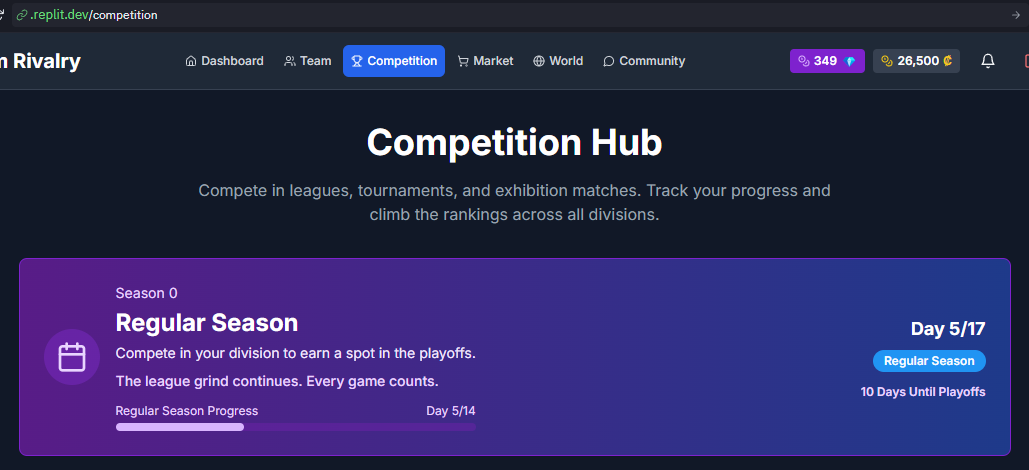 .replit.dev/competition
m Rivalry
Dashboard
Team
Competition
Market
World
Community
349
26,500 ₡
Competition Hub
Compete in leagues, tournaments, and exhibition matches. Track your progress and
climb the rankings across all divisions.
Season 0
Regular Season
Compete in your division to earn a spot in the playoffs.
The league grind continues. Every game counts.
Regular Season Progress
Day 5/14
Day 5/17
Regular Season
10 Days Until Playoffs